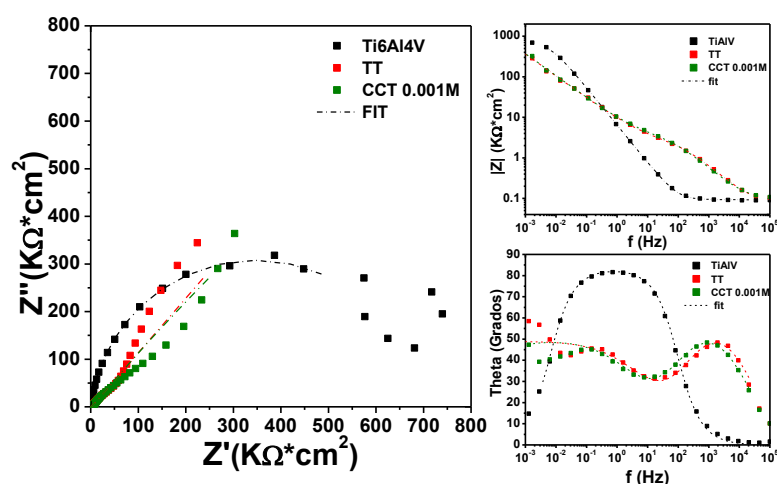 800
700
600
500
400
300
200
100
0
Z''(KΩ*cm²)
Ti6Al4V
TT
CCT 0.001M
FIT
0 100 200 300 400 500 600 700 800
Z'(KΩ*cm²)
1000
100
10
1
0.1
|Z| (KΩ*cm²)
TiAlV
TT
CCT 0.001M
fit
10⁻³ 10⁻² 10⁻¹ 10⁰ 10¹ 10² 10³ 10⁴ 10⁵
f (Hz)
90
80
70
60
50
40
30
20
10
0
Theta (Grados)
TiAlV
TT
CCT 0.001M
fit
10⁻³ 10⁻² 10⁻¹ 10⁰ 10¹ 10² 10³ 10⁴ 10⁵
f (Hz)